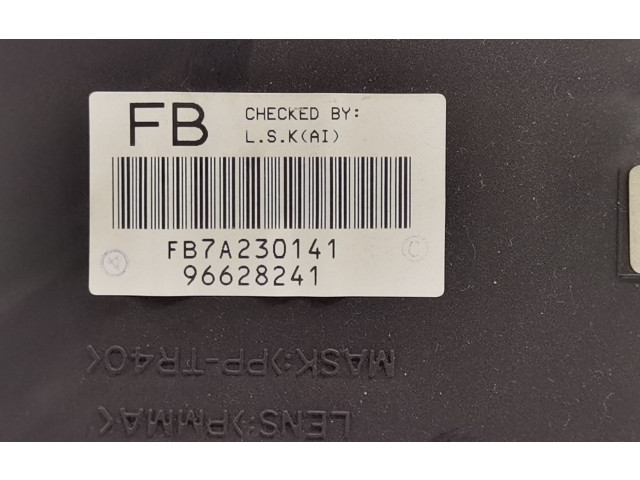 FB
CHECKED BY:
L.S.K(AI)
FB7A230141
96628241
MASK:>PP-TR40<
LENS:>PMMA<